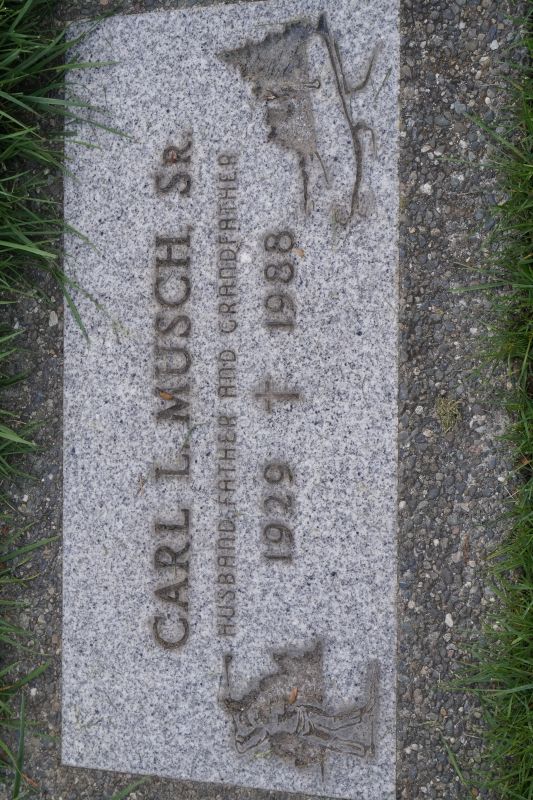 CARL L. MUSCH, SR.
HUSBAND, FATHER AND GRANDFATHER
1929 1988